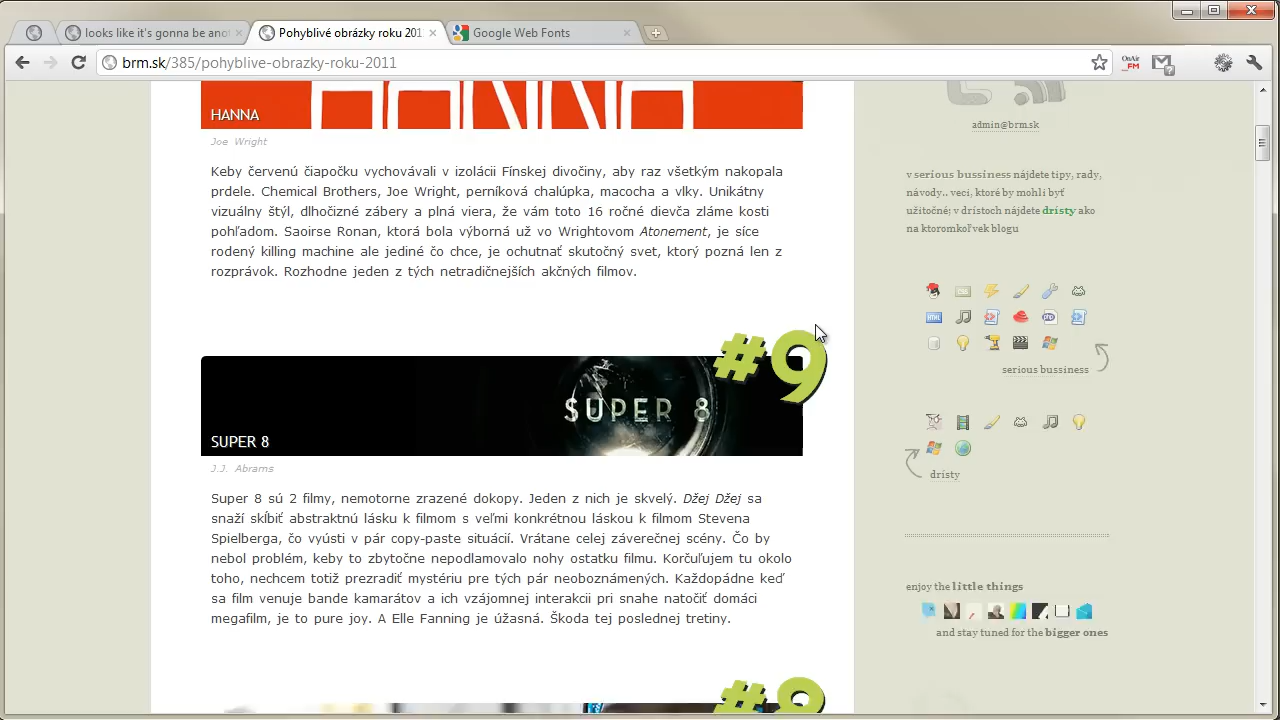 looks like it's gonna be ano
Pohyblivé obrázky roku 201
Google Web Fonts
brm.sk/385/pohyblive-obrazky-roku-2011
OnAir
FM
HANNA
HANNA
Joe Wright
Keby červenú čiapočku vychovávali v izolácii Fínskej divočiny, aby raz všetkým nakopala
prdele. Chemical Brothers, Joe Wright, perníková chalúpka, macocha a vlky. Unikátny
vizuálny štýl, dlhočizné zábery a plná viera, že vám toto 16 ročné dievča zláme kosti
pohľadom. Saoirse Ronan, ktorá bola výborná už vo Wrightovom Atonement, je síce
rodený killing machine ale jediné čo chce, je ochutnať skutočný svet, ktorý pozná len z
rozprávok. Rozhodne jeden z tých netradičnejších akčných filmov.
#9
SUPER 8
SUPER 8
J.J. Abrams
Super 8 sú 2 filmy, nemotorne zrazené dokopy. Jeden z nich je skvelý. Džej Džej sa
snaží skĺbiť abstraktnú lásku k filmom s veľmi konkrétnou láskou k filmom Stevena
Spielberga, čo vyústi v pár copy-paste situácií. Vrátane celej záverečnej scény. Čo by
nebol problém, keby to zbytočne nepodlamovalo nohy ostatku filmu. Korčuľujem tu okolo
toho, nechcem totiž prezradiť mystériu pre tých pár neoboznámených. Každopádne keď
sa film venuje bande kamarátov a ich vzájomnej interakcii pri snahe natočiť domáci
megafilm, je to pure joy. A Elle Fanning je úžasná. Škoda tej poslednej tretiny.
#8
admin@brm.sk
v serious bussiness nájdete tipy, rady,
návody.. veci, ktoré by mohli byť
užitočné; v drístoch nájdete drísty ako
na ktoromkoľvek blogu
serious bussiness
drísty
enjoy the little things
and stay tuned for the bigger ones